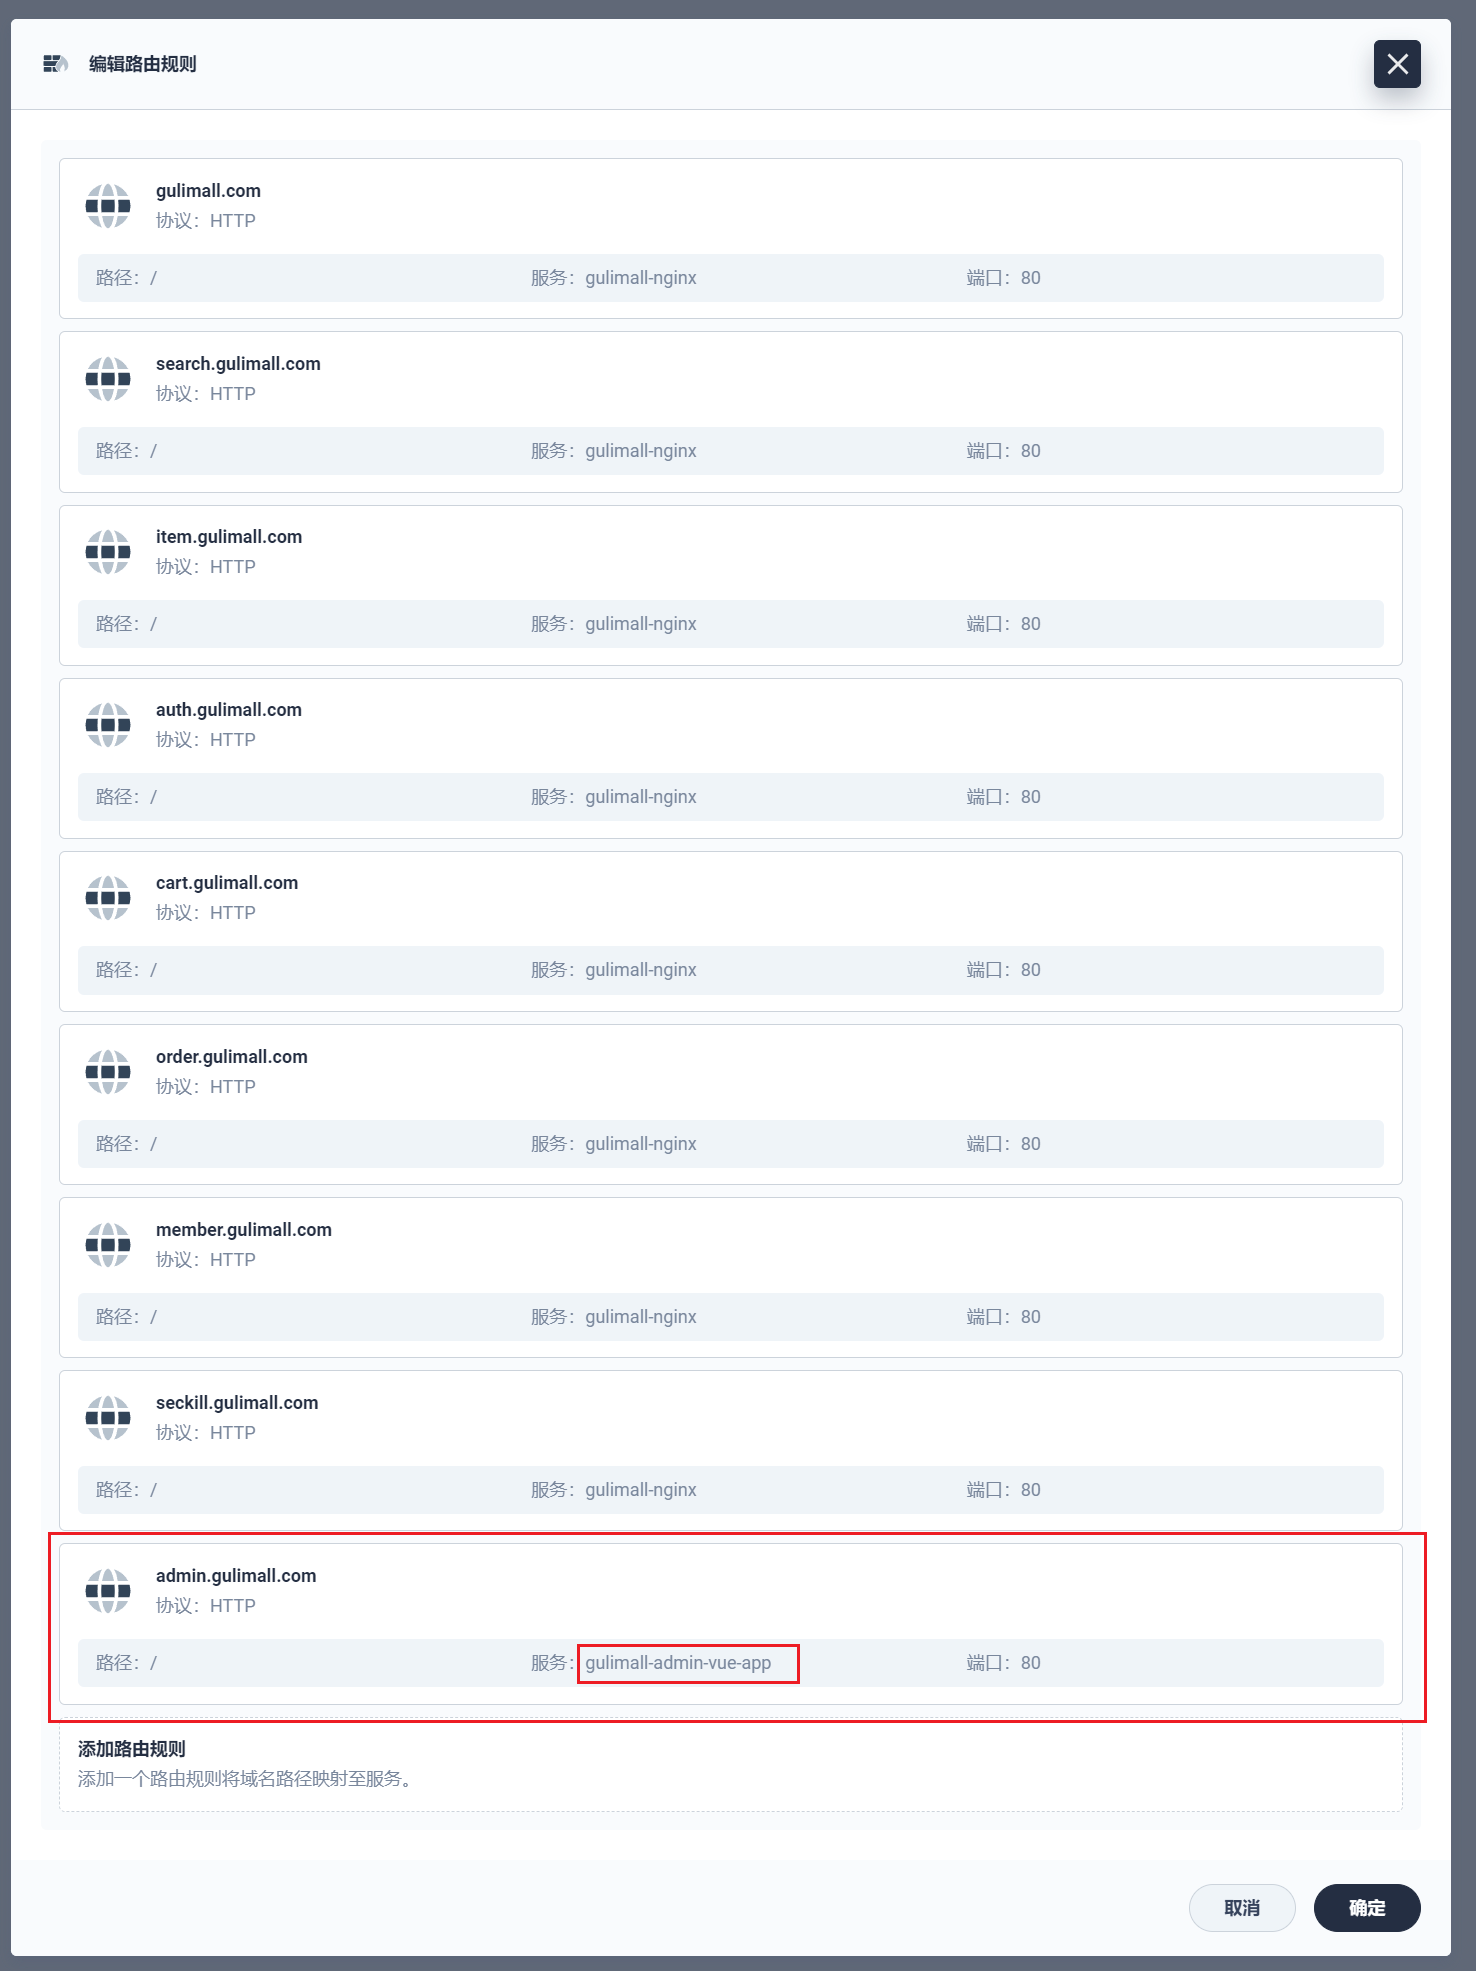 编辑路由规则
gulimall.com
协议：HTTP
路径：/ 服务：gulimall-nginx 端口：80
search.gulimall.com
协议：HTTP
路径：/ 服务：gulimall-nginx 端口：80
item.gulimall.com
协议：HTTP
路径：/ 服务：gulimall-nginx 端口：80
auth.gulimall.com
协议：HTTP
路径：/ 服务：gulimall-nginx 端口：80
cart.gulimall.com
协议：HTTP
路径：/ 服务：gulimall-nginx 端口：80
order.gulimall.com
协议：HTTP
路径：/ 服务：gulimall-nginx 端口：80
member.gulimall.com
协议：HTTP
路径：/ 服务：gulimall-nginx 端口：80
seckill.gulimall.com
协议：HTTP
路径：/ 服务：gulimall-nginx 端口：80
admin.gulimall.com
协议：HTTP
路径：/ 服务：gulimall-admin-vue-app 端口：80
添加路由规则
添加一个路由规则将域名路径映射至服务。
取消 确定